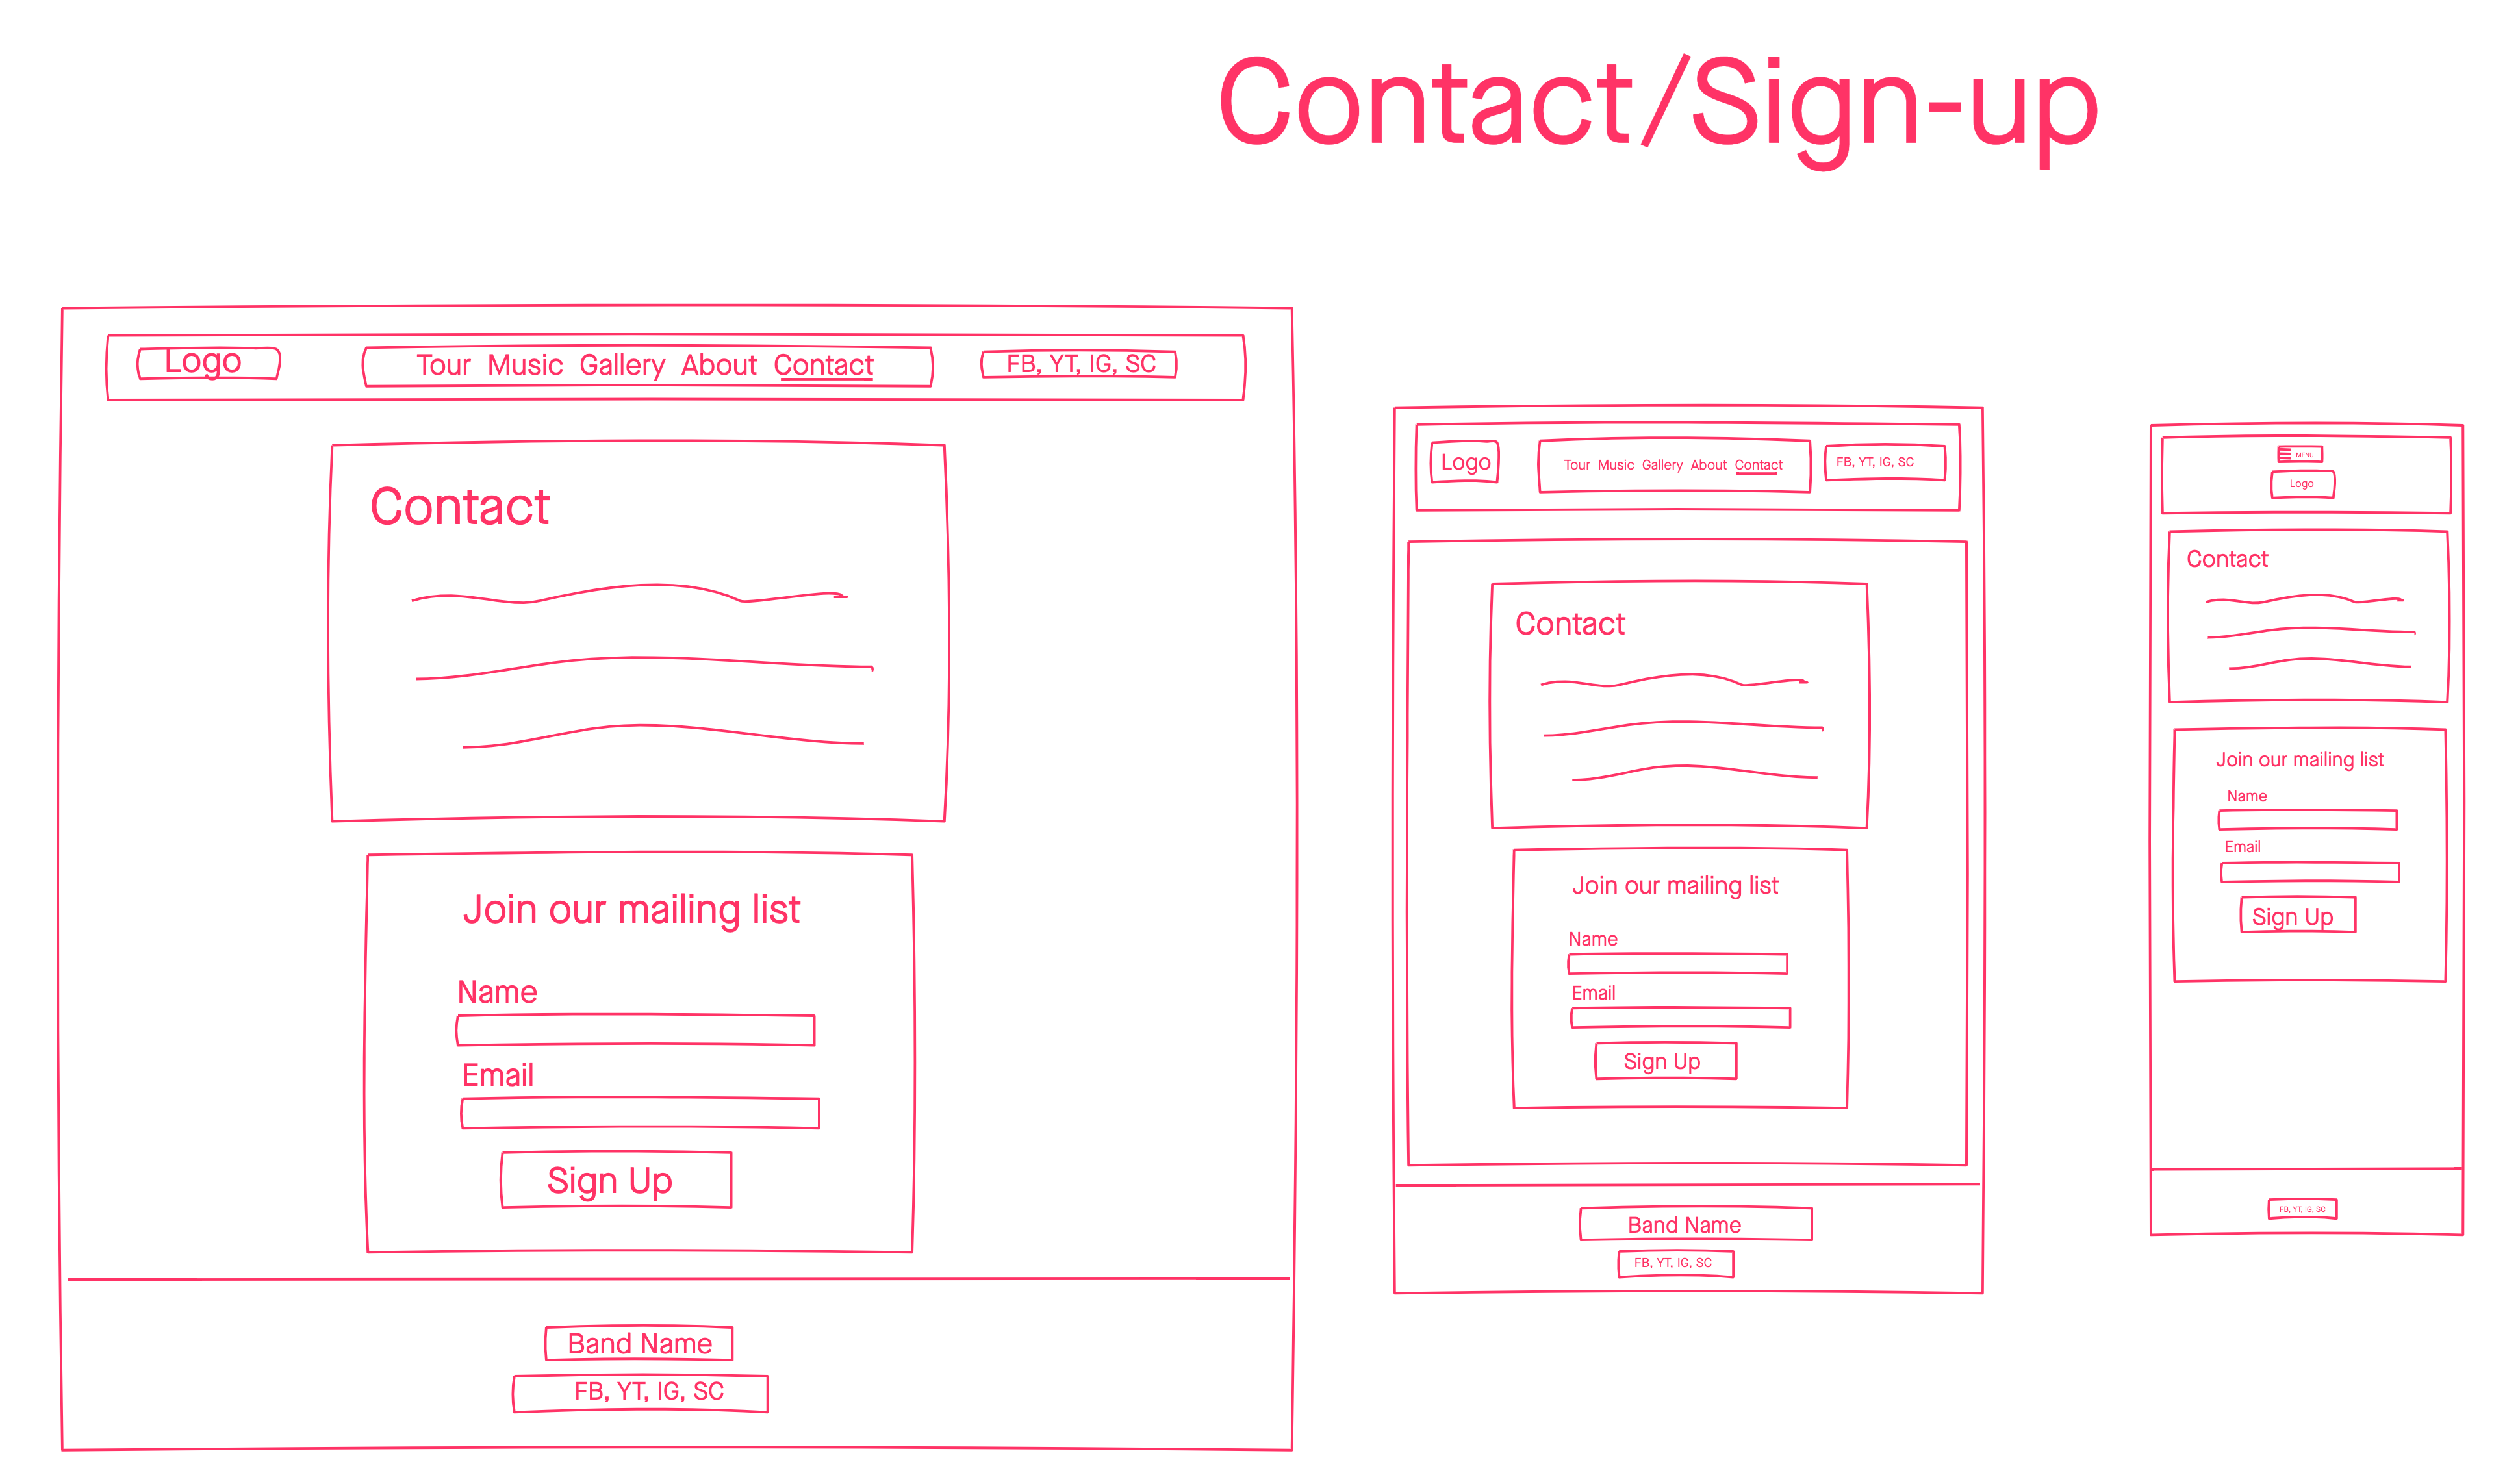 Contact/Sign-up
Logo
Tour Music Gallery About Contact
FB, YT, IG, SC
Contact
Join our mailing list
Name
Email
Sign Up
Band Name
FB, YT, IG, SC
Logo
Tour Music Gallery About Contact
FB, YT, IG, SC
Contact
Join our mailing list
Name
Email
Sign Up
Band Name
FB, YT, IG, SC
MENU
Logo
Contact
Join our mailing list
Name
Email
Sign Up
FB, YT, IG, SC